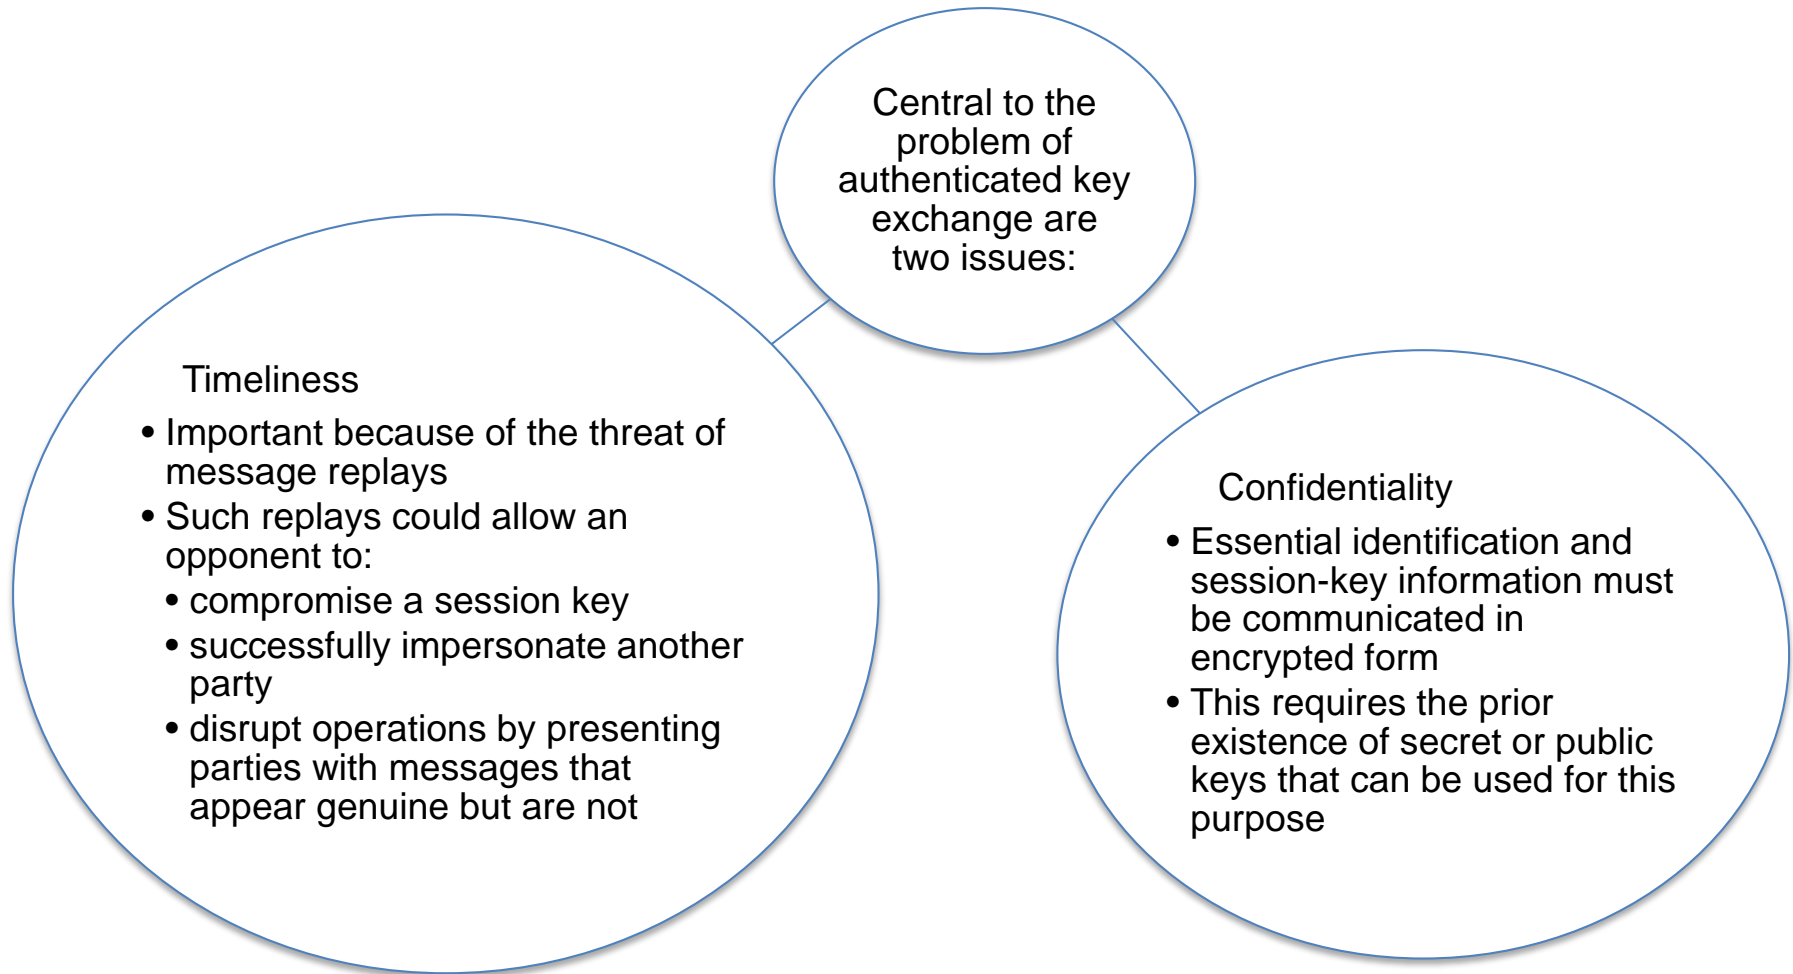 Central to the
problem of
authenticated key
exchange are
two issues:
Timeliness
• Important because of the threat of
message replays
• Such replays could allow an
opponent to:
• compromise a session key
• successfully impersonate another
party
• disrupt operations by presenting
parties with messages that
appear genuine but are not
Confidentiality
• Essential identification and
session-key information must
be communicated in
encrypted form
• This requires the prior
existence of secret or public
keys that can be used for this
purpose